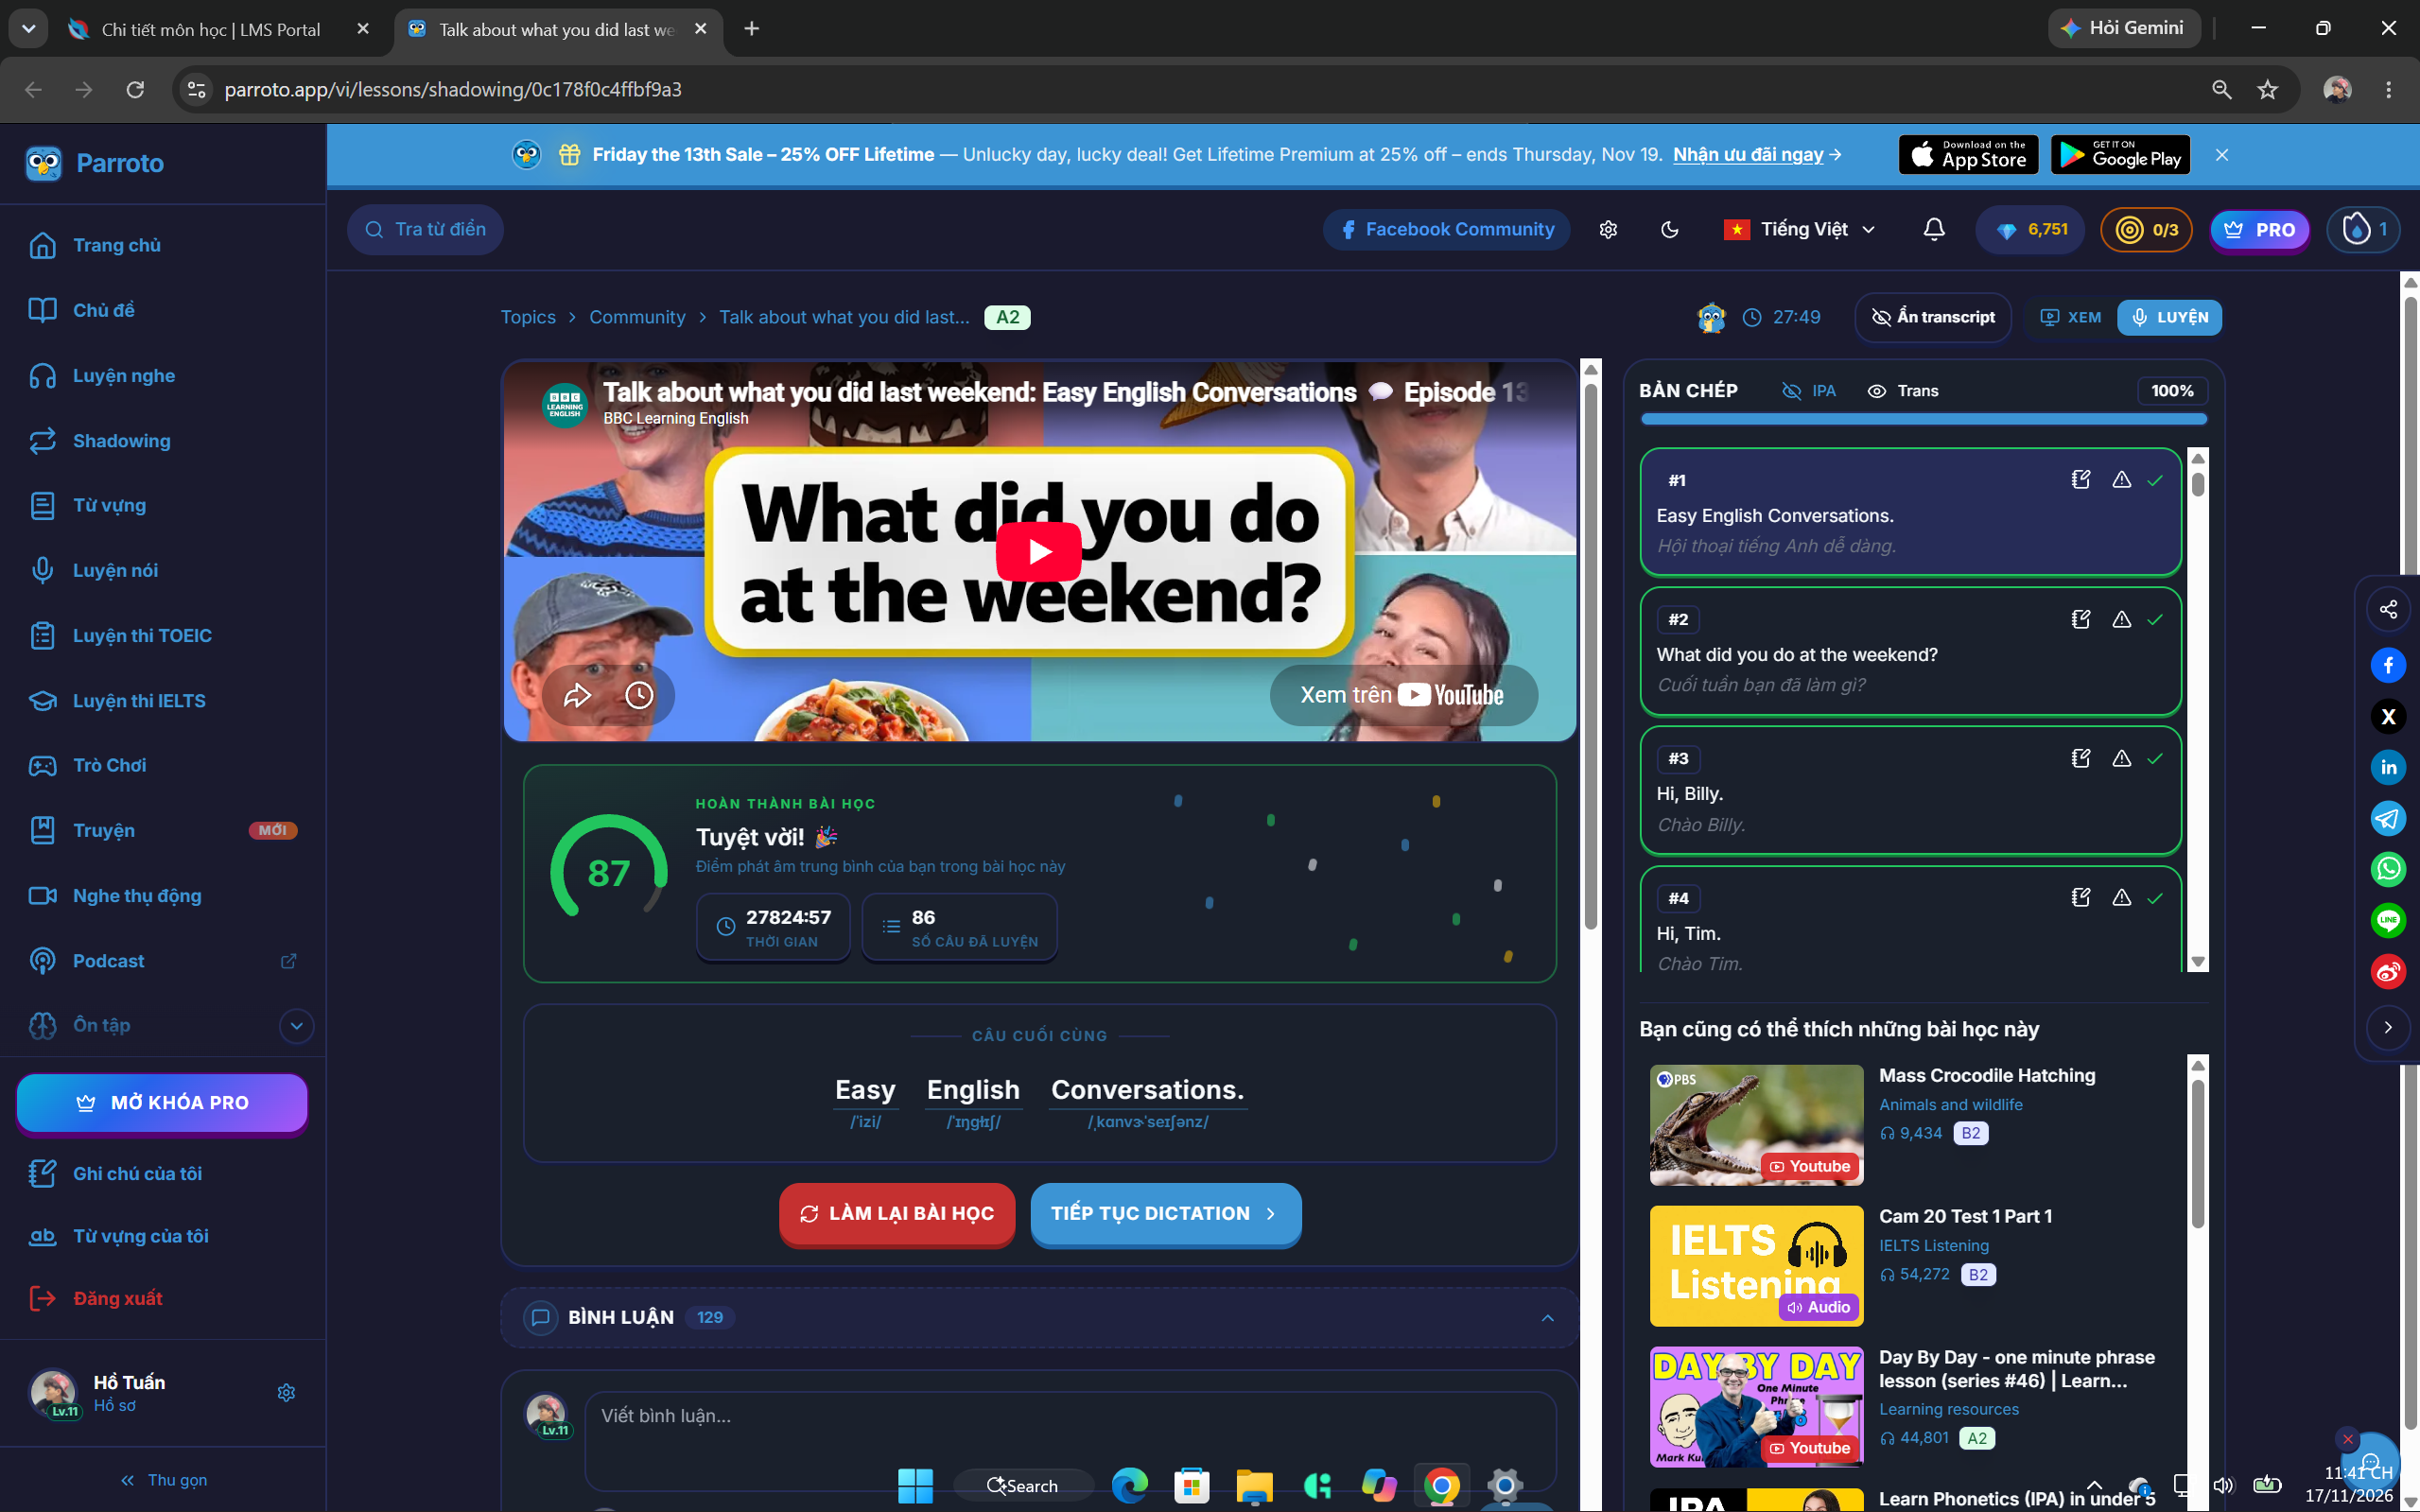 Chi tiết môn học | LMS Portal
Talk about what you did last we
Hỏi Gemini
parroto.app/vi/lessons/shadowing/0c178f0c4ffbf9a3
Parroto
Friday the 13th Sale – 25% OFF Lifetime — Unlucky day, lucky deal! Get Lifetime Premium at 25% off – ends Thursday, Nov 19. Nhận ưu đãi ngay →
Download on the
App Store
GET IT ON
Google Play
Tra từ điển
Facebook Community
Tiếng Việt
6,751
0/3
PRO
1
Trang chủ
Chủ đề
Luyện nghe
Shadowing
Từ vựng
Luyện nói
Luyện thi TOEIC
Luyện thi IELTS
Trò Chơi
Truyện
MỚI
Nghe thụ động
Podcast
Ôn tập
MỞ KHÓA PRO
Ghi chú của tôi
Từ vựng của tôi
Đăng xuất
Hồ Tuấn
Hồ sơ
Lv.11
Thu gọn
Topics > Community > Talk about what you did last... A2
27:49
Ẩn transcript
XEM
LUYỆN
BBC
LEARNING
ENGLISH
Talk about what you did last weekend: Easy English Conversations 💬 Episode 13
BBC Learning English
What did you do
at the weekend?
Xem trên YouTube
HOÀN THÀNH BÀI HỌC
Tuyệt vời! 🎉
Điểm phát âm trung bình của bạn trong bài học này
87
27824:57
THỜI GIAN
86
SỐ CÂU ĐÃ LUYỆN
CÂU CUỐI CÙNG
Easy English Conversations.
/ˈizi/ /ˈɪŋɡlɪʃ/ /ˌkɑnvɝˈseɪʃənz/
LÀM LẠI BÀI HỌC
TIẾP TỤC DICTATION
BÌNH LUẬN 129
Lv.11
Viết bình luận...
BẢN CHÉP
IPA
Trans
100%
#1
Easy English Conversations.
Hội thoại tiếng Anh dễ dàng.
#2
What did you do at the weekend?
Cuối tuần bạn đã làm gì?
#3
Hi, Billy.
Chào Billy.
#4
Hi, Tim.
Chào Tim.
Bạn cũng có thể thích những bài học này
PBS
Youtube
Mass Crocodile Hatching
Animals and wildlife
9,434 B2
IELTS
Listening
Audio
Cam 20 Test 1 Part 1
IELTS Listening
54,272 B2
DAY BY DAY
One Minute
Mark
Youtube
Day By Day - one minute phrase
lesson (series #46) | Learn...
Learning resources
44,801 A2
IPA
Learn Phonetics (IPA) in under 5
X
in
LINE
Search
11:41 CH
17/11/2026